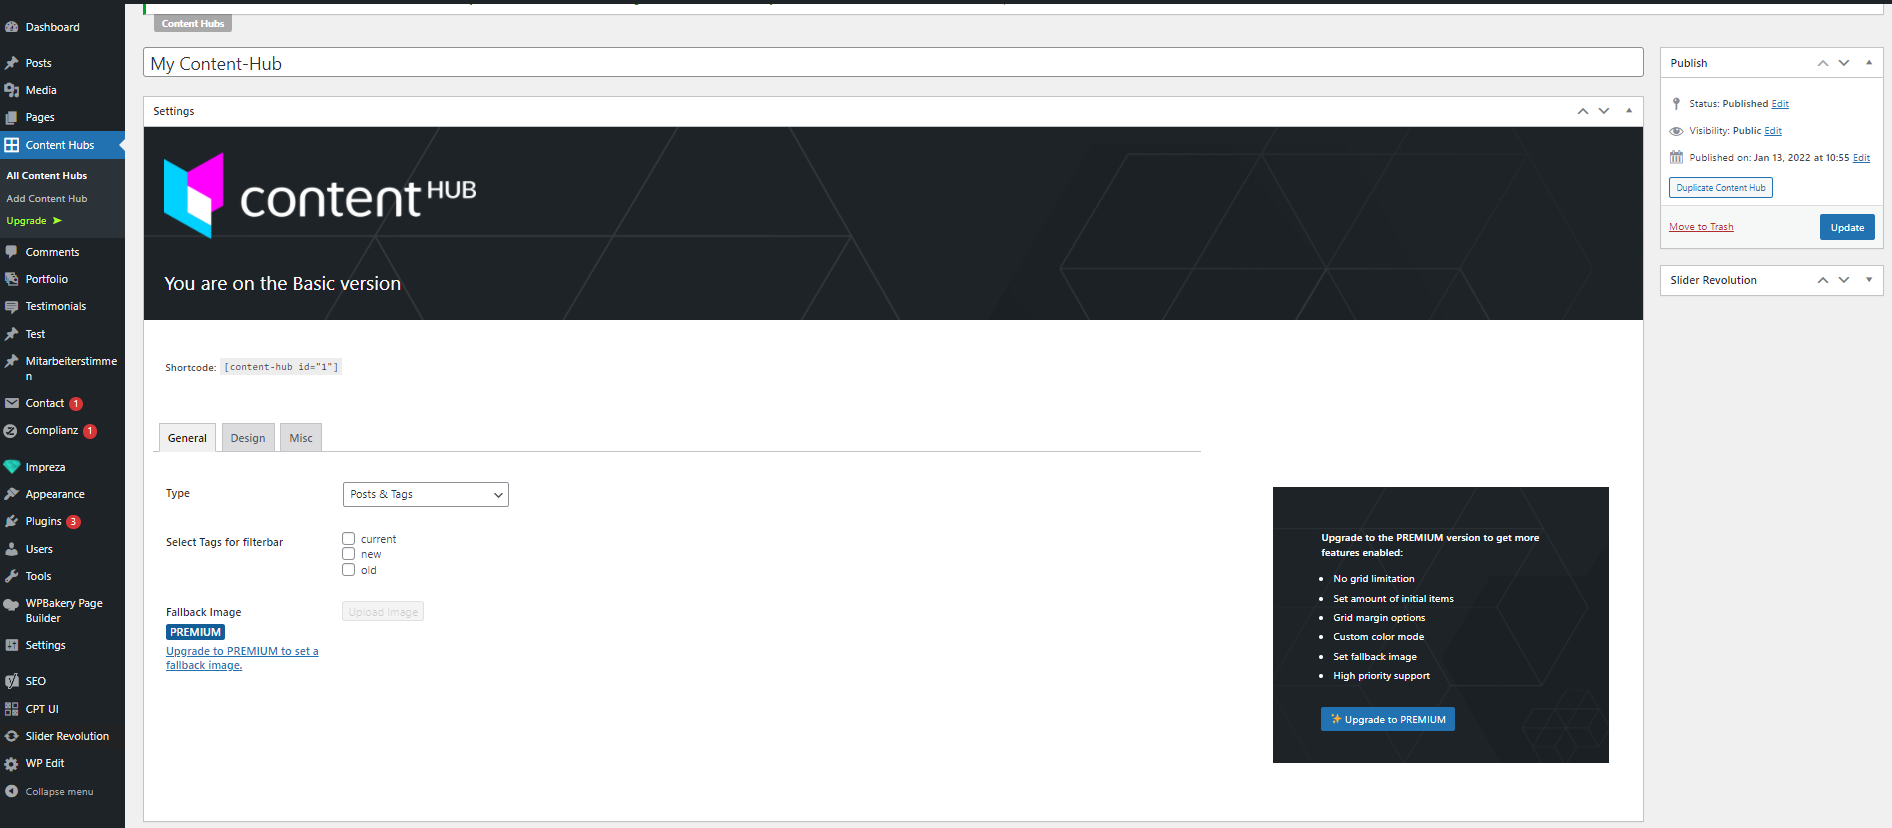 Dashboard
Posts
Media
Pages
Content Hubs
All Content Hubs
Add Content Hub
Upgrade ➤
Comments
Portfolio
Testimonials
Test
Mitarbeiterstimme
n
Contact 1
Complianz 1
Impreza
Appearance
Plugins 3
Users
Tools
WPBakery Page
Builder
Settings
SEO
CPT UI
Slider Revolution
WP Edit
Collapse menu
Content Hubs
My Content-Hub
Settings
content HUB
You are on the Basic version
Shortcode: [content-hub id="1"]
General Design Misc
Type Posts & Tags
Select Tags for filterbar
current
new
old
Fallback Image Upload Image
PREMIUM
Upgrade to PREMIUM to set a
fallback image.
Upgrade to the PREMIUM version to get more
features enabled:
• No grid limitation
• Set amount of initial items
• Grid margin options
• Custom color mode
• Set fallback image
• High priority support
✨ Upgrade to PREMIUM
Publish
Status: Published Edit
Visibility: Public Edit
Published on: Jan 13, 2022 at 10:55 Edit
Duplicate Content Hub
Move to Trash Update
Slider Revolution